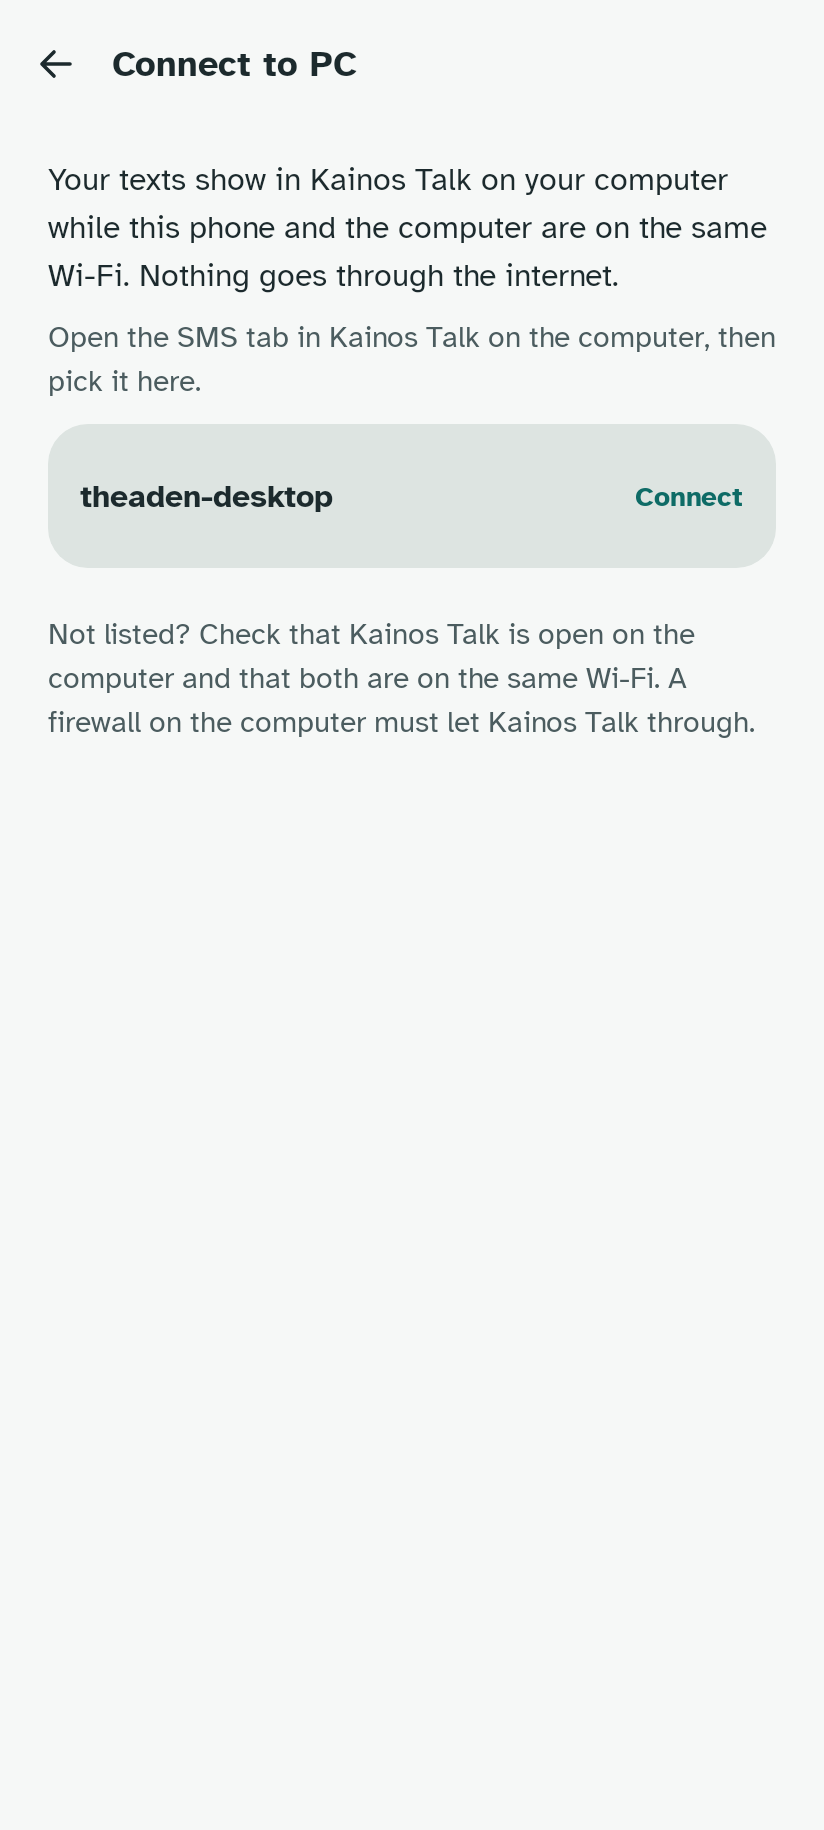 Connect to PC
Your texts show in Kainos Talk on your computer
while this phone and the computer are on the same
Wi-Fi. Nothing goes through the internet.
Open the SMS tab in Kainos Talk on the computer, then
pick it here.
theaden-desktop
Connect
Not listed? Check that Kainos Talk is open on the
computer and that both are on the same Wi-Fi. A
firewall on the computer must let Kainos Talk through.